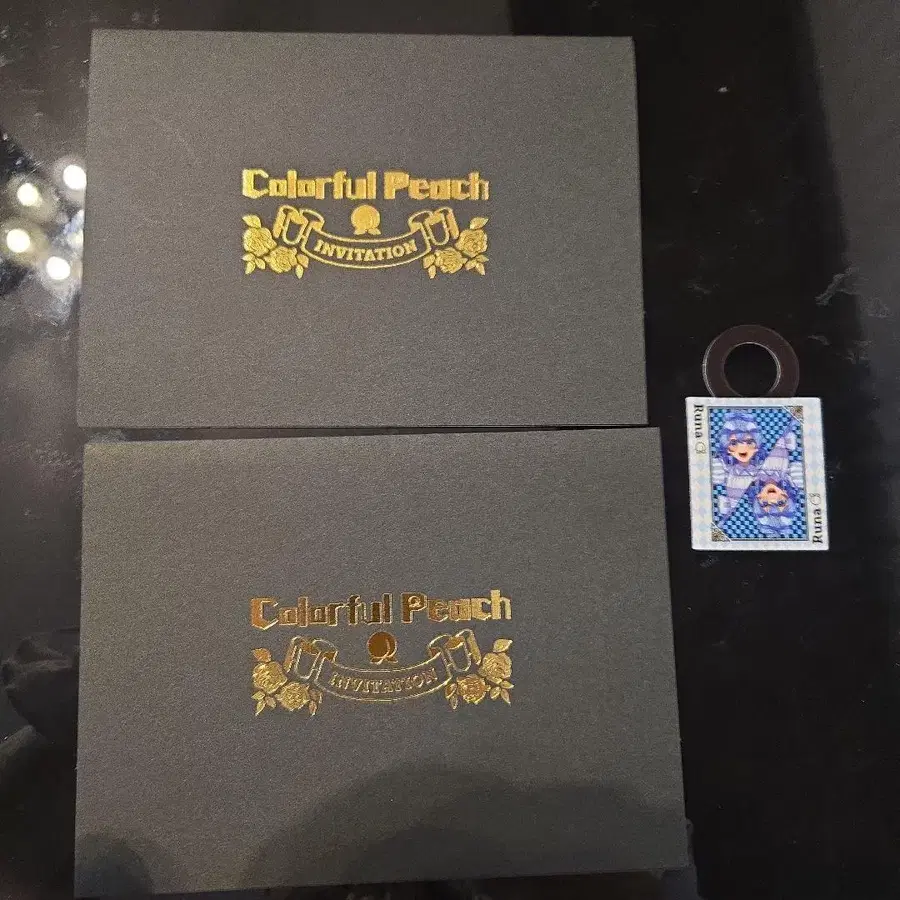 Colorful Peach
INVITATION
Colorful Peach
INVITATION
Runa
Runa